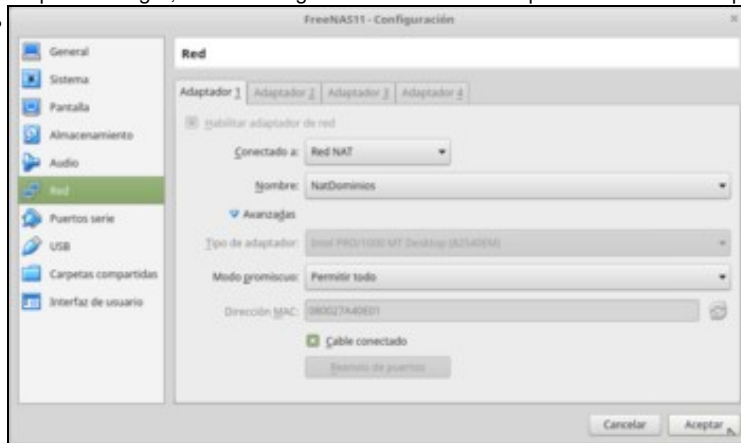 FreeNAS11 - Configuración
General
Sistema
Pantalla
Almacenamiento
Audio
Red
Puertos serie
USB
Carpetas compartidas
Interfaz de usuario
Red
Adaptador 1 Adaptador 2 Adaptador 3 Adaptador 4
Habilitar adaptador de red
Conectado a: Red NAT
Nombre: NatDominios
Avanzadas
Tipo de adaptador: Intel PRO/1000 MT Desktop (82540EM)
Modo promiscuo: Permitir todo
Dirección MAC: 080027A40E01
Cable conectado
Reenvío de puertos
Cancelar Aceptar